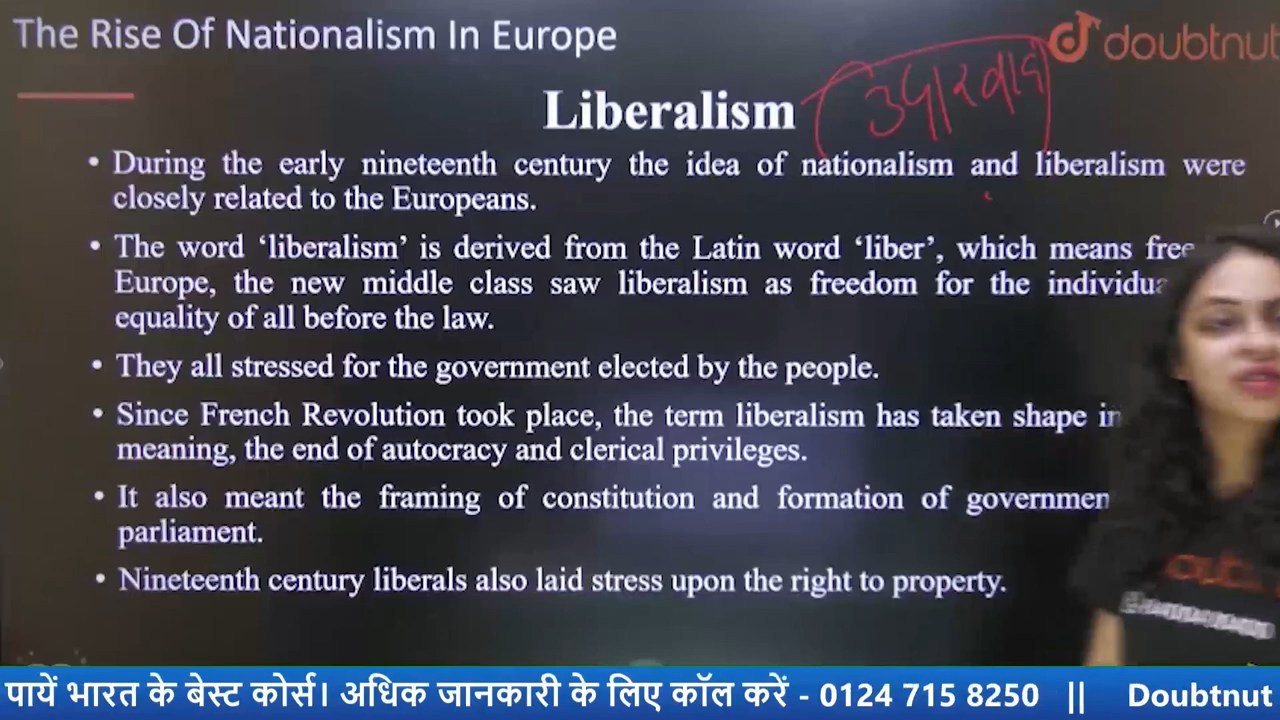 The Rise Of Nationalism In Europe
doubtnut
Liberalism
उदारवाद
• During the early nineteenth century the idea of nationalism and liberalism were
closely related to the Europeans.
• The word ‘liberalism’ is derived from the Latin word ‘liber’, which means free
Europe, the new middle class saw liberalism as freedom for the individua
equality of all before the law.
• They all stressed for the government elected by the people.
• Since French Revolution took place, the term liberalism has taken shape in
meaning, the end of autocracy and clerical privileges.
• It also meant the framing of constitution and formation of governmen
parliament.
• Nineteenth century liberals also laid stress upon the right to property.
पायें भारत के बेस्ट कोर्स। अधिक जानकारी के लिए कॉल करें - 0124 715 8250 || Doubtnut